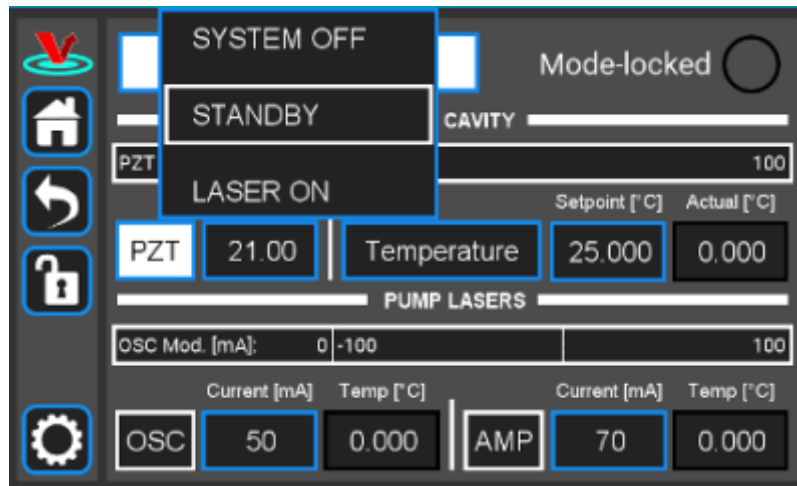 SYSTEM OFF
Mode-locked
STANDBY
CAVITY
PZT
100
LASER ON
Setpoint [°C] Actual [°C]
PZT 21.00 Temperature 25.000 0.000
PUMP LASERS
OSC Mod. [mA]: 0 -100 100
Current [mA] Temp [°C] Current [mA] Temp [°C]
OSC 50 0.000 AMP 70 0.000